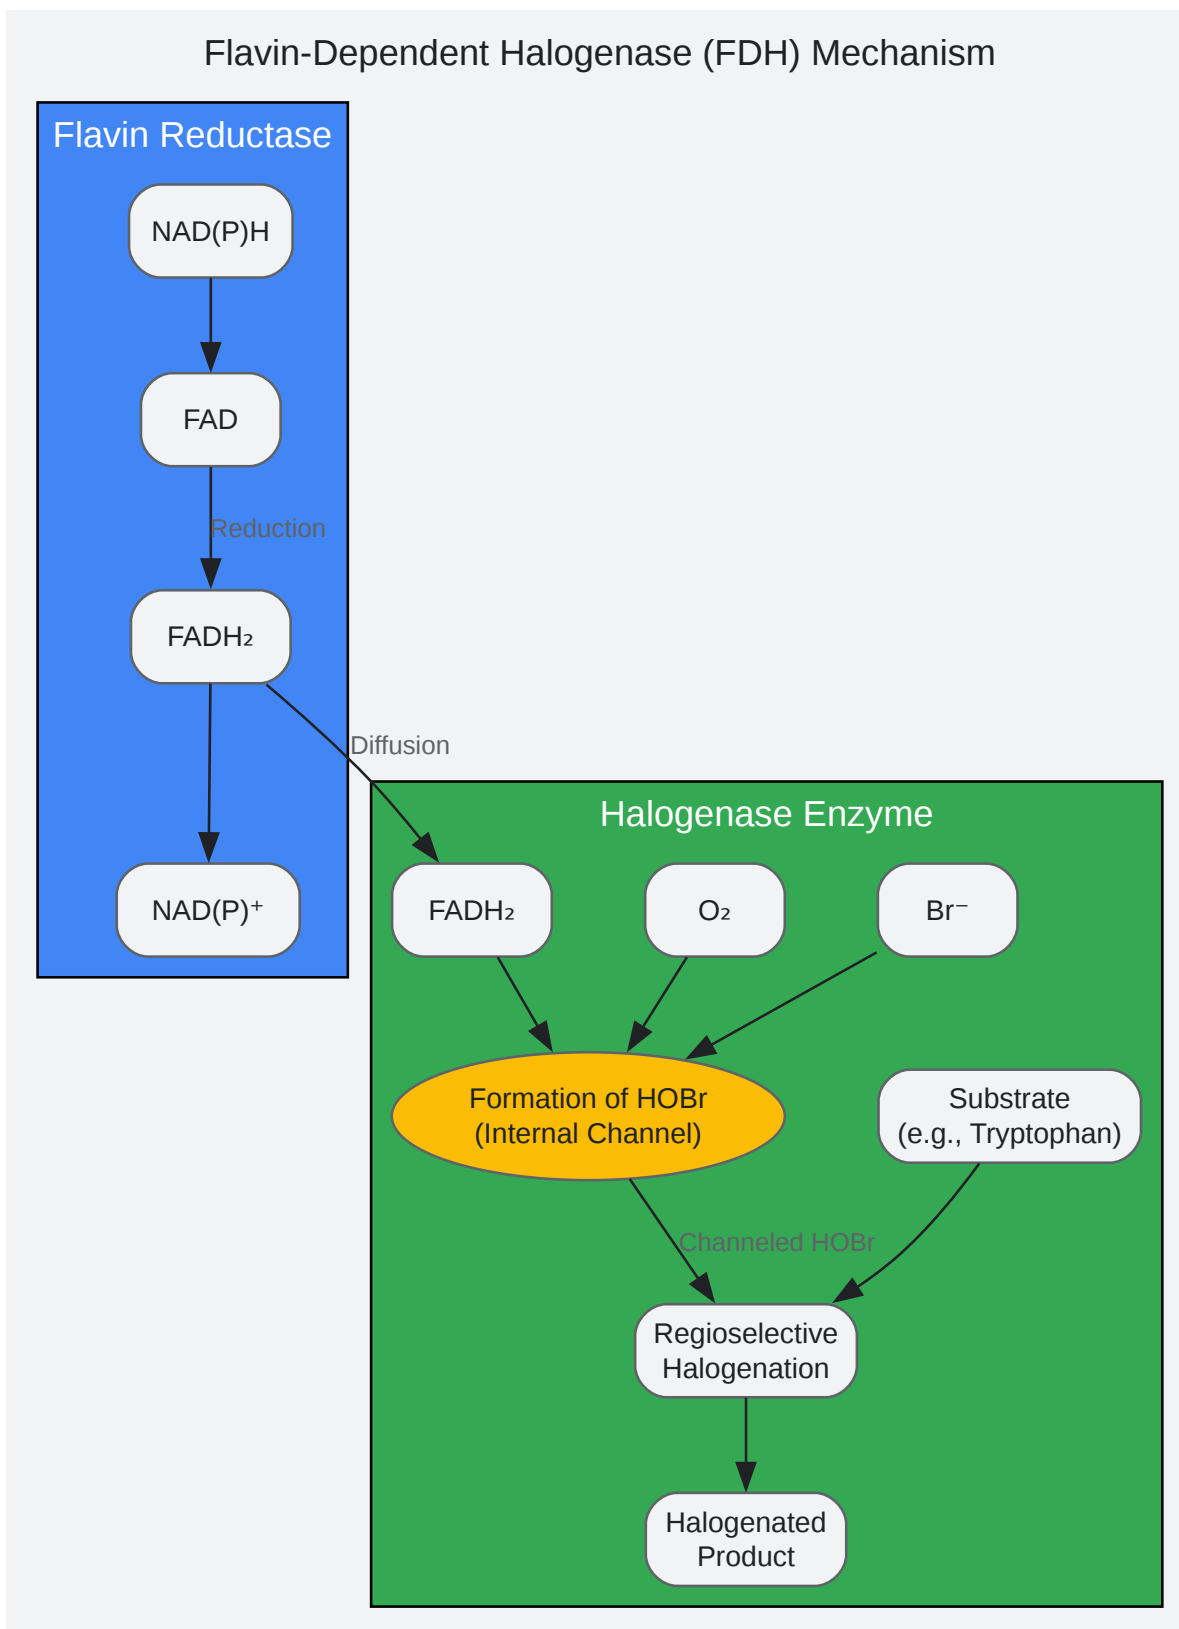 Flavin-Dependent Halogenase (FDH) Mechanism
Flavin Reductase
NAD(P)H
FAD
Reduction
FADH₂
Diffusion
NAD(P)⁺
Halogenase Enzyme
FADH₂
O₂
Br⁻
Formation of HOBr
(Internal Channel)
Substrate
(e.g., Tryptophan)
Channeled HOBr
Regioselective
Halogenation
Halogenated
Product